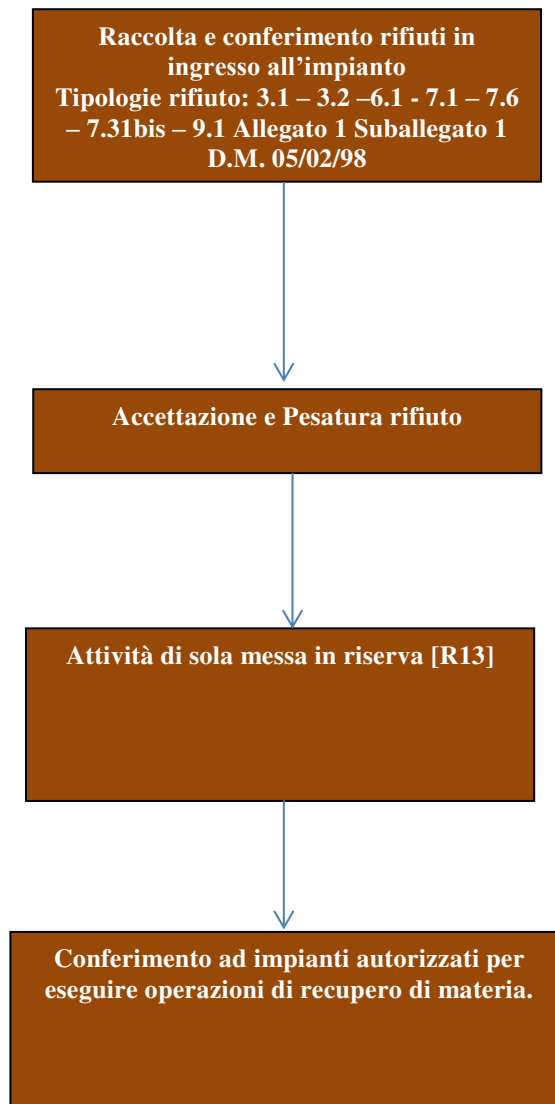 Raccolta e conferimento rifiuti in
ingresso all’impianto
Tipologie rifiuto: 3.1 – 3.2 –6.1 - 7.1 – 7.6
– 7.31bis – 9.1 Allegato 1 Suballegato 1
D.M. 05/02/98
Accettazione e Pesatura rifiuto
Attività di sola messa in riserva [R13]
Conferimento ad impianti autorizzati per
eseguire operazioni di recupero di materia.